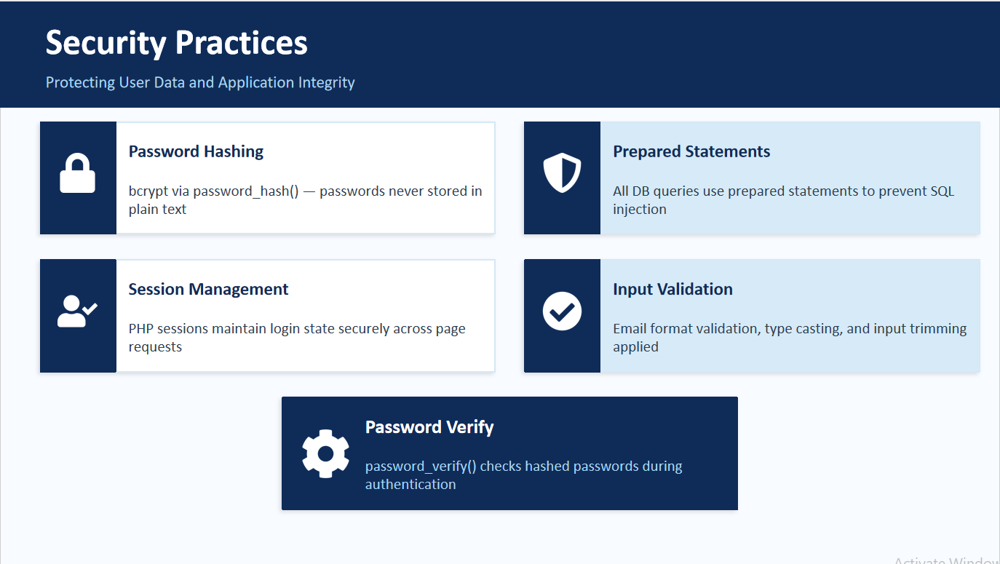 Security Practices
Protecting User Data and Application Integrity
Password Hashing
bcrypt via password_hash() — passwords never stored in
plain text
Prepared Statements
All DB queries use prepared statements to prevent SQL
injection
Session Management
PHP sessions maintain login state securely across page
requests
Input Validation
Email format validation, type casting, and input trimming
applied
Password Verify
password_verify() checks hashed passwords during
authentication